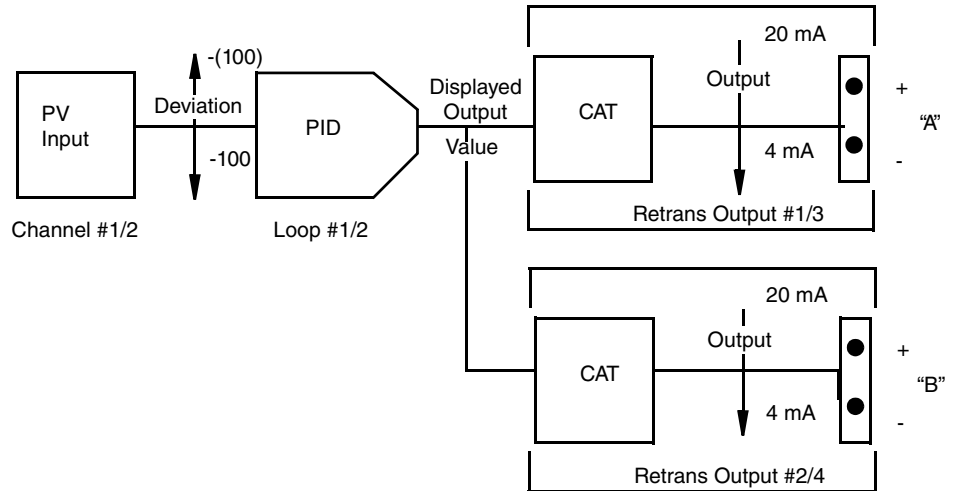 20 mA
-(100)
Output
Displayed
Output
Value
CAT
+
"A"
-
PV
Input
Deviation
PID
-100
4 mA
Channel #1/2
Loop #1/2
Retrans Output #1/3
20 mA
Output
CAT
+
“B”
-
4 mA
Retrans Output #2/4